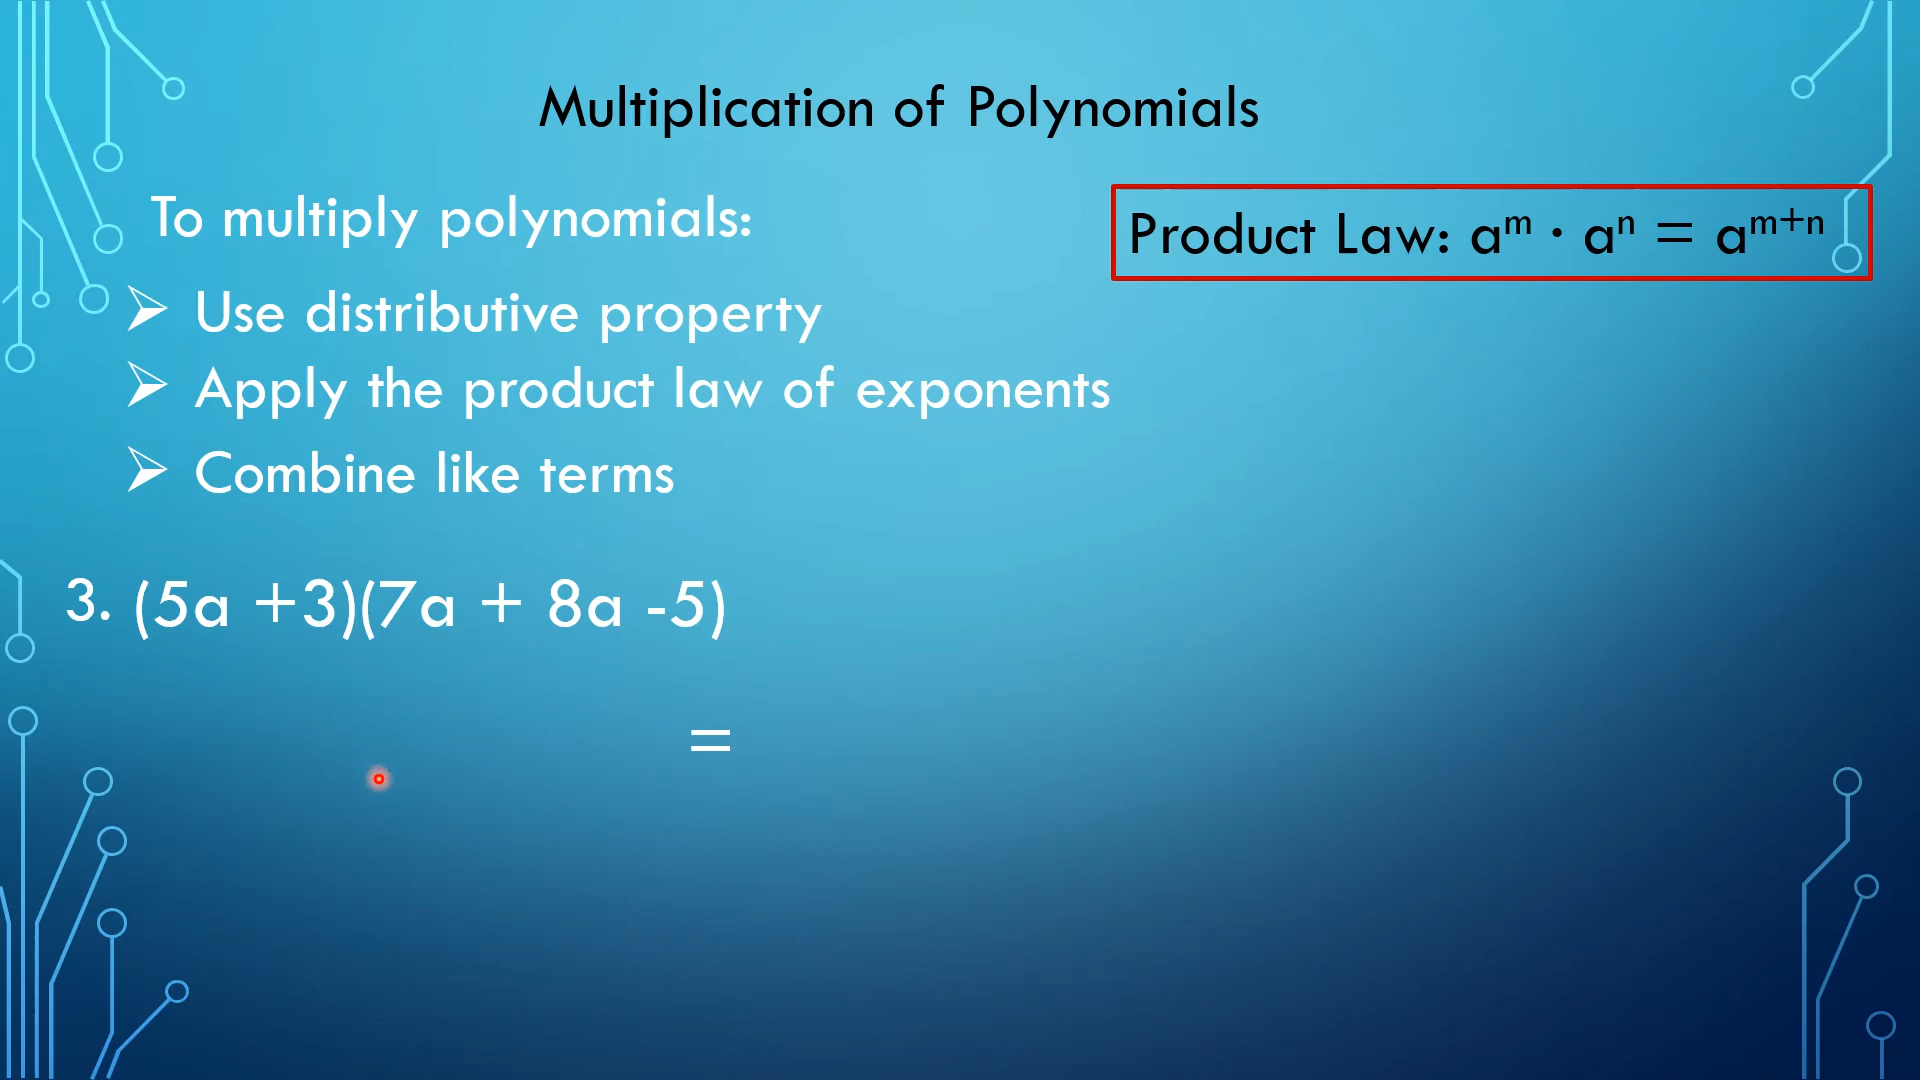 Multiplication of Polynomials
To multiply polynomials:
Product Law: aᵐ · aⁿ = aᵐ⁺ⁿ
➢ Use distributive property
➢ Apply the product law of exponents
➢ Combine like terms
3. (5a +3)(7a + 8a -5)
=